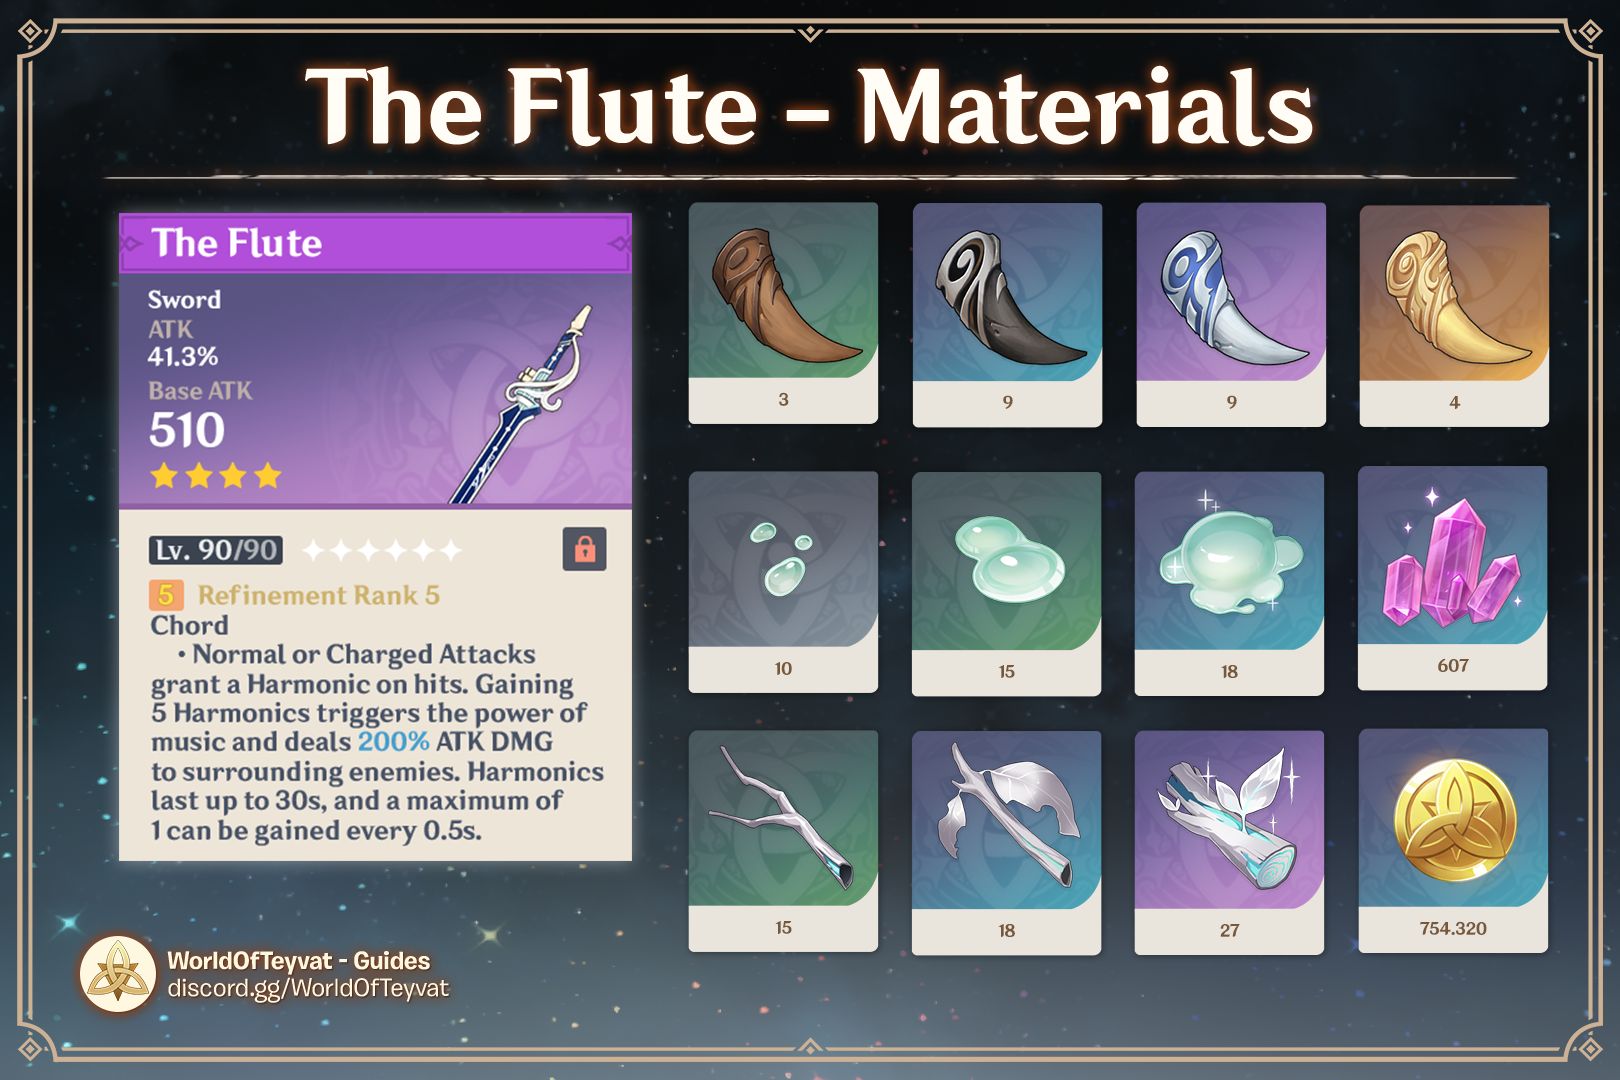 The Flute – Materials
The Flute
Sword
ATK
41.3%
Base ATK
510
Lv. 90/90
5 Refinement Rank 5
Chord
• Normal or Charged Attacks
grant a Harmonic on hits. Gaining
5 Harmonics triggers the power of
music and deals 200% ATK DMG
to surrounding enemies. Harmonics
last up to 30s, and a maximum of
1 can be gained every 0.5s.
3
9
9
4
10
15
18
607
15
18
27
754.320
WorldOfTeyvat - Guides
discord.gg/WorldOfTeyvat